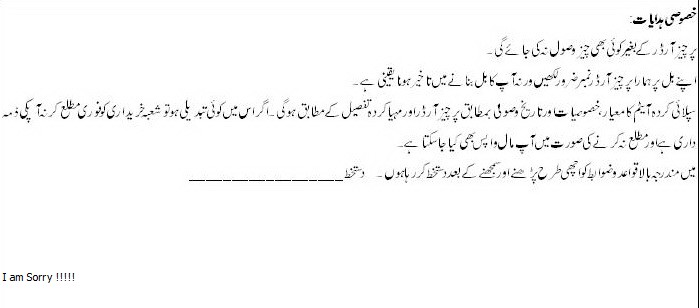 خصوصی ہدایات:
پرچیز آرڈر کے بغیر کوئی بھی چیز وصول نہ کی جائے گی۔
اپنے بل پر ہمارا پرچیز آرڈر نمبر ضرور لکھیں ورنہ آپ کا بل بنانے میں تاخیر ہونا یقینی ہے۔
سپلائی کردہ آیٹم کا معیار، خصوصیات اور تاریخ وصولی بمطابق پرچیز آرڈر اور مہیا کردہ تفصیل کے مطابق ہوگی۔ اگر اس میں کوئی تبدیلی ہو تو شعبہ خریداری کو فوری مطلع کرنہ آپکی ذمہ
داری ہے اور مطلع نہ کرنے کی صورت میں آپ مال واپس بھی کیا جا سکتا ہے۔
میں مندرجہ بالا قواعد و ضوابط کو اچھی طرح پڑھنے اور سمجھنے کے بعد دستخط کر رہا ہوں۔ دستخط____________________
I am Sorry !!!!!